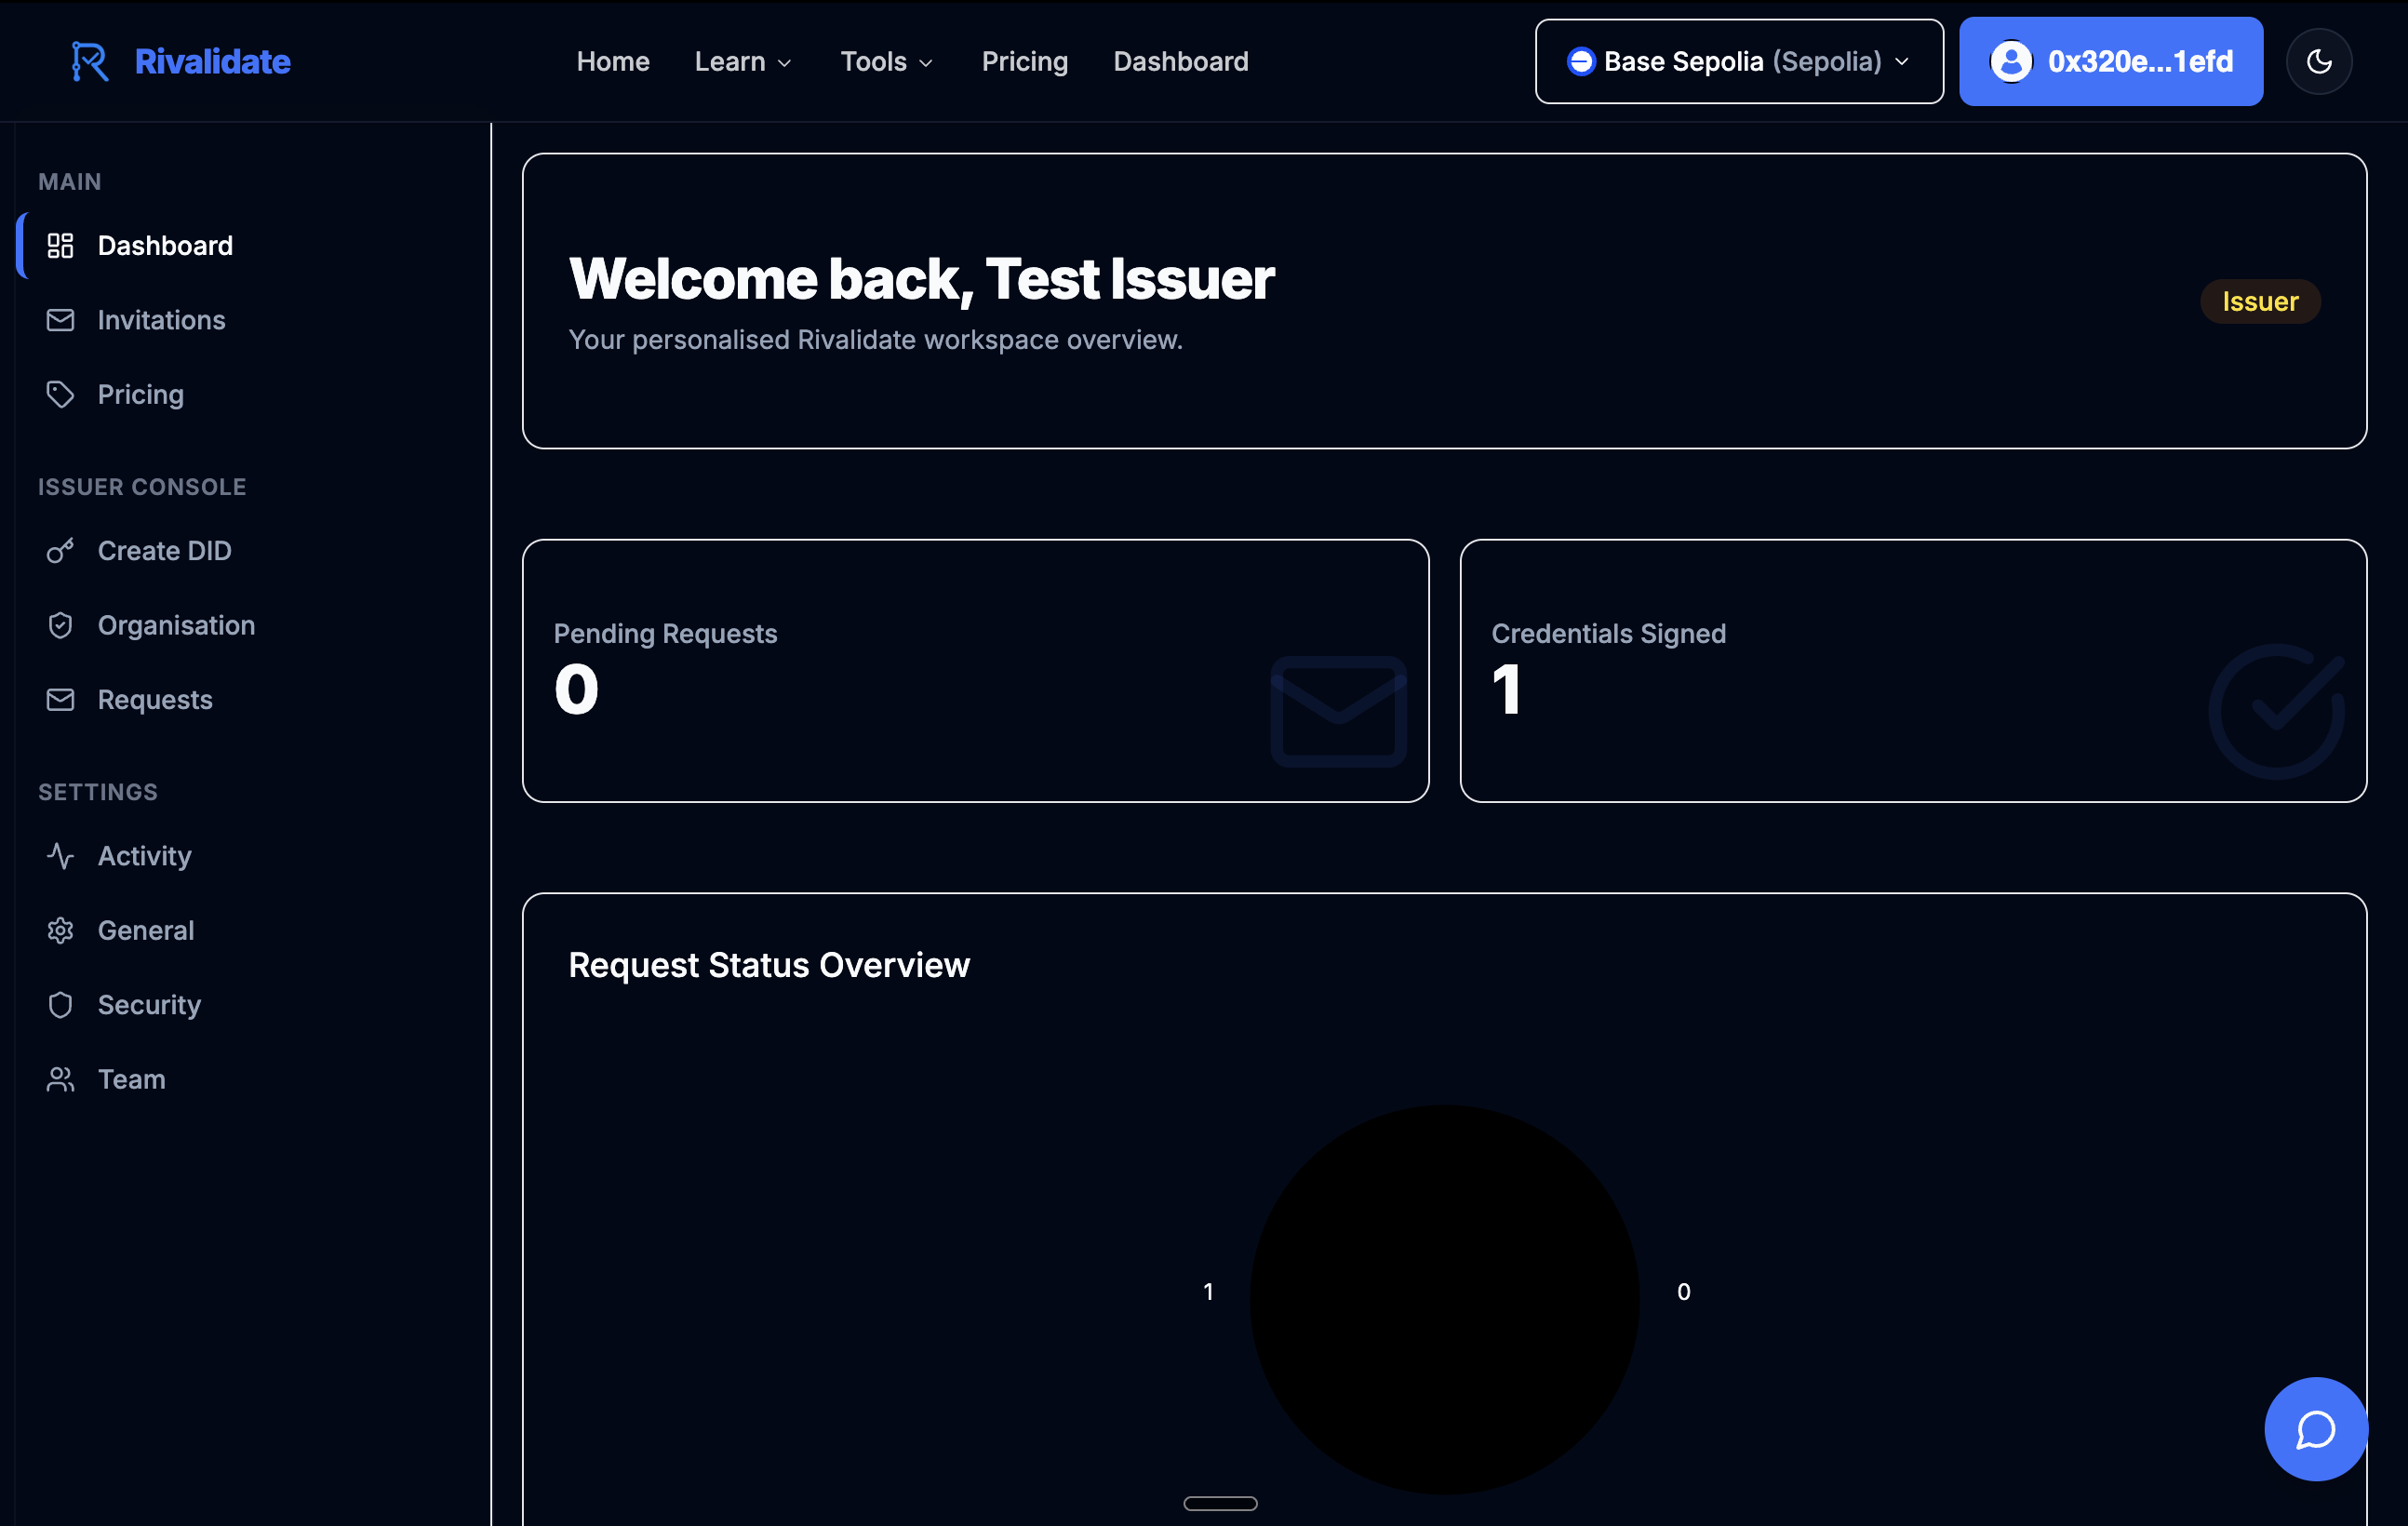 Rivalidate
Home
Learn
Tools
Pricing
Dashboard
Base Sepolia (Sepolia)
0x320e...1efd
MAIN
Dashboard
Invitations
Pricing
ISSUER CONSOLE
Create DID
Organisation
Requests
SETTINGS
Activity
General
Security
Team
Welcome back, Test Issuer
Your personalised Rivalidate workspace overview.
Issuer
Pending Requests
0
Credentials Signed
1
Request Status Overview
1
0